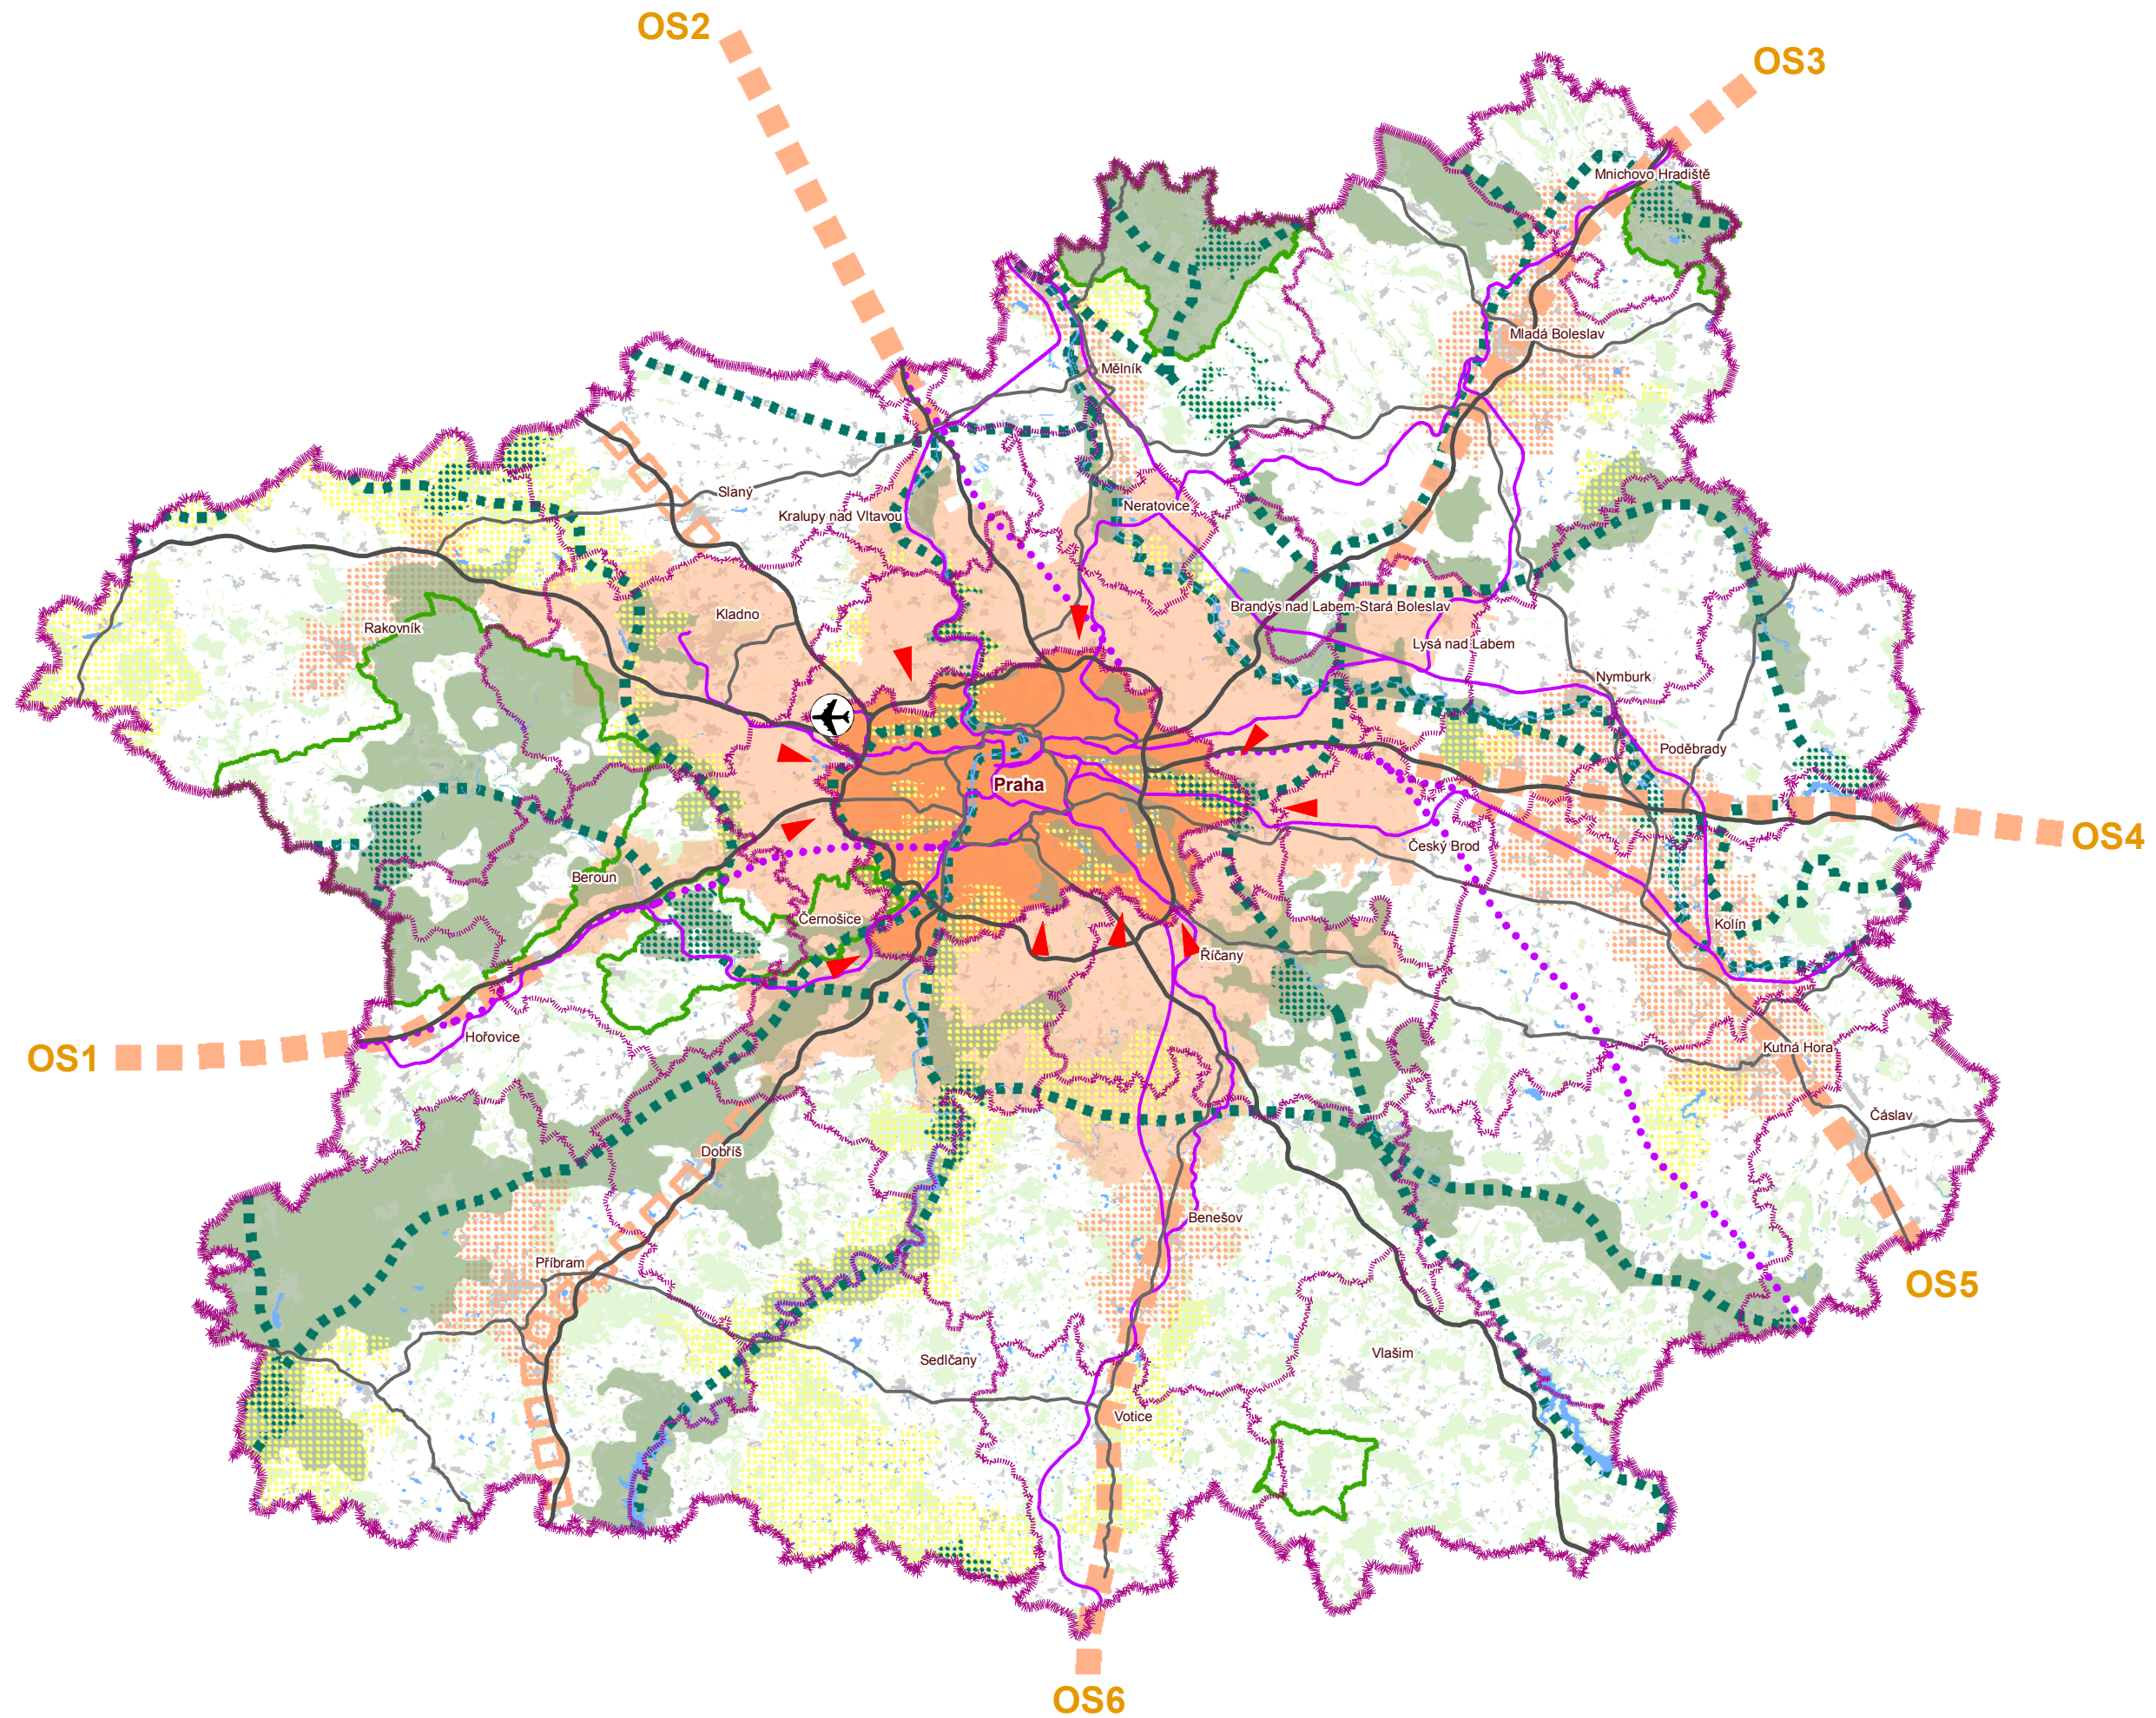 OS2
OS3
Mnichovo Hradiště
Mladá Boleslav
Mělník
Slaný
Kralupy nad Vltavou
Neratovice
Kladno
Brandýs nad Labem-Stará Boleslav
Rakovník
Lysá nad Labem
Nymburk
Poděbrady
Praha
OS4
Český Brod
Beroun
Černošice
Kolín
Říčany
Hořovice
Kutná Hora
OS1
Čáslav
Dobříš
Benešov
Příbram
OS5
Sedlčany
Vlašim
Votice
OS6